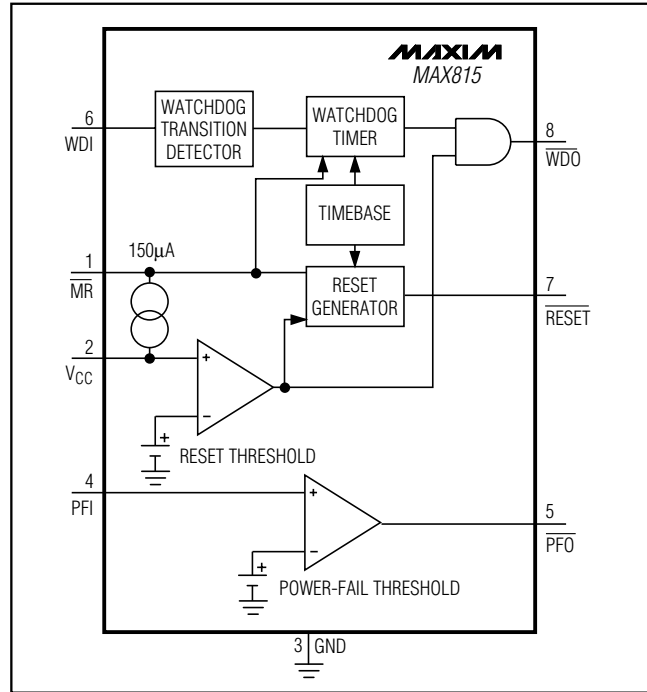 MAXIM
MAX815
6
WDI
WATCHDOG
TRANSITION
DETECTOR
WATCHDOG
TIMER
8
WDO
TIMEBASE
150μA
1
MR
RESET
GENERATOR
7
RESET
2
VCC
+
−
+
RESET THRESHOLD
4
PFI
+
−
5
PFO
+
POWER-FAIL THRESHOLD
3
GND